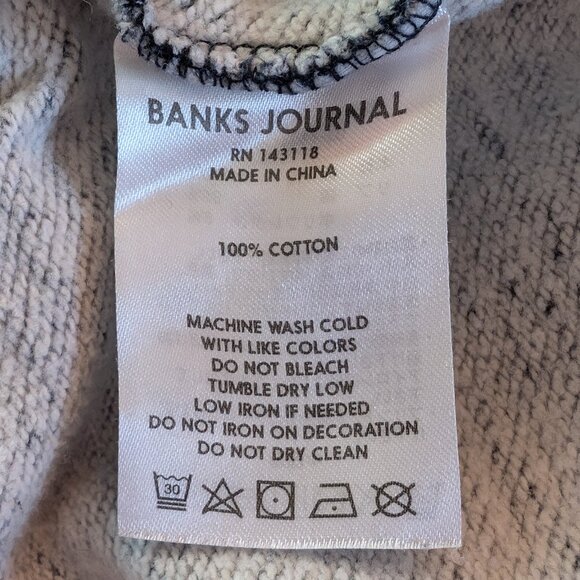 BANKS JOURNAL
RN 143118
MADE IN CHINA
100% COTTON
MACHINE WASH COLD
WITH LIKE COLORS
DO NOT BLEACH
TUMBLE DRY LOW
LOW IRON IF NEEDED
DO NOT IRON ON DECORATION
DO NOT DRY CLEAN
30